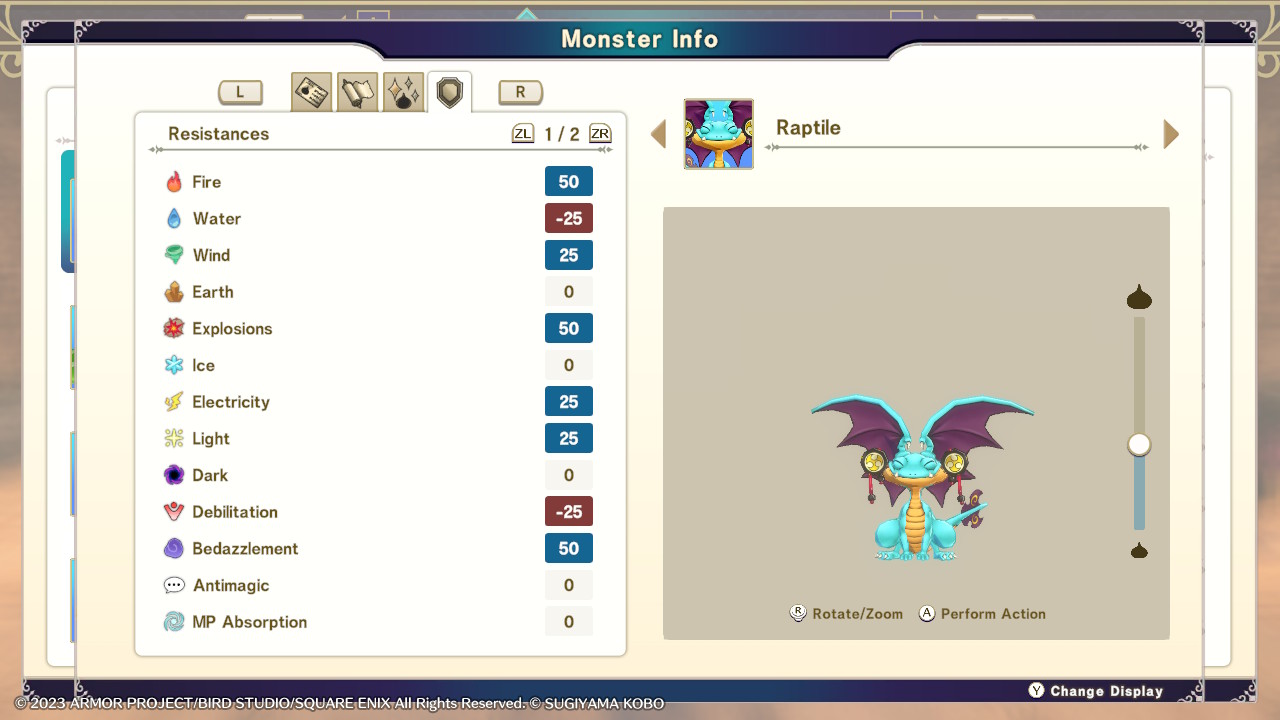 Monster Info
L
R
Resistances
ZL 1 / 2 ZR
Fire 50
Water -25
Wind 25
Earth 0
Explosions 50
Ice 0
Electricity 25
Light 25
Dark 0
Debilitation -25
Bedazzlement 50
Antimagic 0
MP Absorption 0
Raptile
R Rotate/Zoom A Perform Action
Y Change Display
© 2023 ARMOR PROJECT/BIRD STUDIO/SQUARE ENIX All Rights Reserved. © SUGIYAMA KOBO